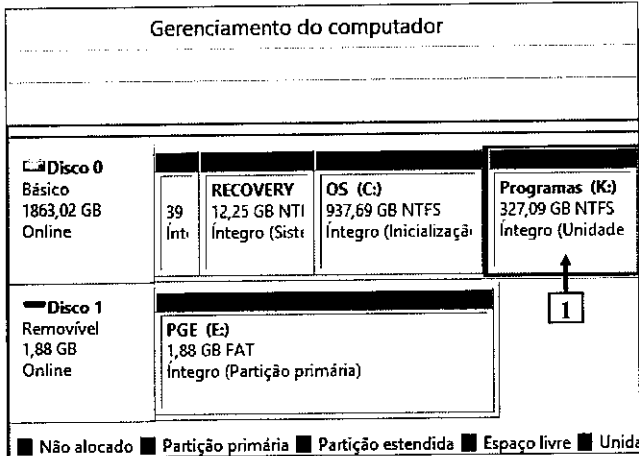 Gerenciamento do computador
Disco 0
Básico
1863,02 GB
Online
39
Ínt
RECOVERY
12,25 GB NTI
Íntegro (Siste
OS (C:)
937,69 GB NTFS
Íntegro (Inicializaçã
Programas (K:)
327,09 GB NTFS
Íntegro (Unidade
1
Disco 1
Removível
1,88 GB
Online
PGE (E:)
1,88 GB FAT
Íntegro (Partição primária)
Não alocado Partição primária Partição estendida Espaço livre Unida